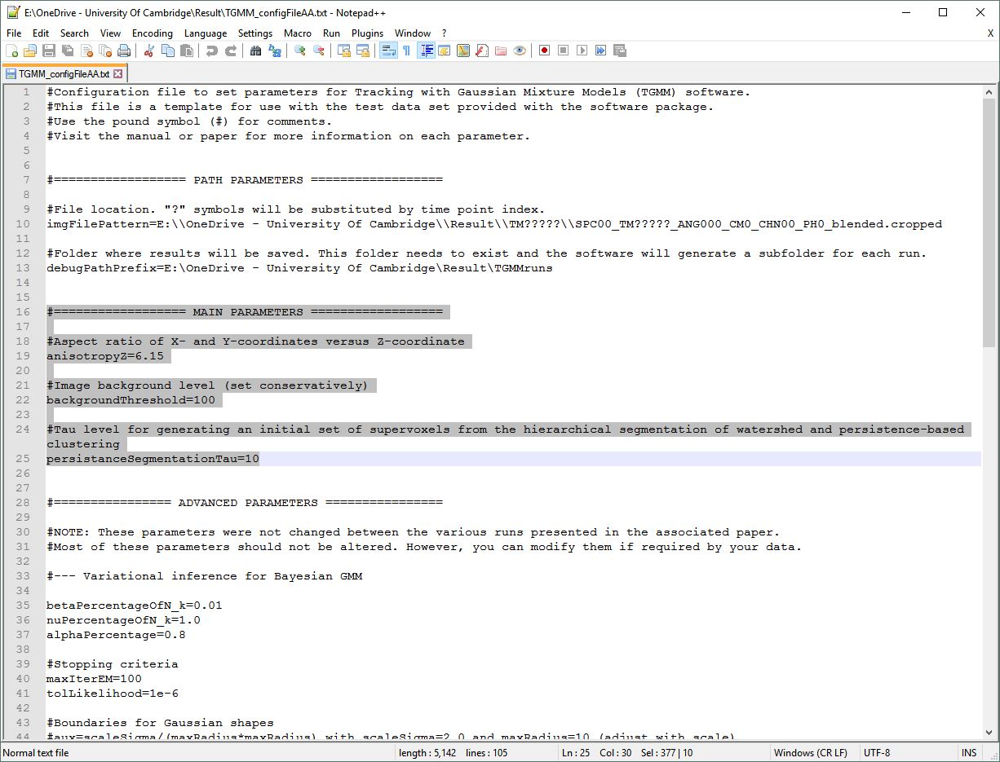 E:\OneDrive - University Of Cambridge\Result\TGMM_configFileAA.txt - Notepad++
File Edit Search View Encoding Language Settings Macro Run Plugins Window ? X
TGMM_configFileAA.txt
1 #Configuration file to set parameters for Tracking with Gaussian Mixture Models (TGMM) software.
2 #This file is a template for use with the test data set provided with the software package.
3 #Use the pound symbol (#) for comments.
4 #Visit the manual or paper for more information on each parameter.
5
6
7 #================== PATH PARAMETERS ==================
8
9 #File location. "?" symbols will be substituted by time point index.
10 imgFilePattern=E:\\OneDrive - University Of Cambridge\\Result\\TM?????\\SPC00_TM?????_ANG000_CM0_CHN00_PH0_blended.cropped
11
12 #Folder where results will be saved. This folder needs to exist and the software will generate a subfolder for each run.
13 debugPathPrefix=E:\OneDrive - University Of Cambridge\Result\TGMMruns
14
15
16 #================== MAIN PARAMETERS ==================
17
18 #Aspect ratio of X- and Y-coordinates versus Z-coordinate
19 anisotropyZ=6.15
20
21 #Image background level (set conservatively)
22 backgroundThreshold=100
23
24 #Tau level for generating an initial set of supervoxels from the hierarchical segmentation of watershed and persistence-based
clustering
25 persistanceSegmentationTau=10
26
27
28 #================ ADVANCED PARAMETERS ================
29
30 #NOTE: These parameters were not changed between the various runs presented in the associated paper.
31 #Most of these parameters should not be altered. However, you can modify them if required by your data.
32
33 #--- Variational inference for Bayesian GMM
34
35 betaPercentageOfN_k=0.01
36 nuPercentageOfN_k=1.0
37 alphaPercentage=0.8
38
39 #Stopping criteria
40 maxIterEM=100
41 tolLikelihood=1e-6
42
43 #Boundaries for Gaussian shapes
44 #aux=scaleSigma/(maxRadius*maxRadius) with scaleSigma=2.0 and maxRadius=10 (adjust with scale)
Normal text file length : 5,142 lines : 105 Ln : 25 Col : 30 Sel : 377 | 10 Windows (CR LF) UTF-8 INS